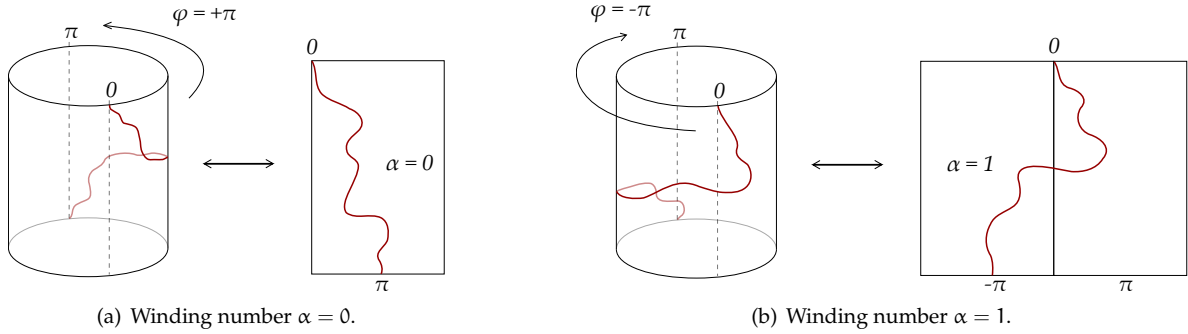 φ = +π
π
0
0
α = 0
π
(a) Winding number α = 0.
φ = -π
π
0
0
α = 1
-π
π
(b) Winding number α = 1.